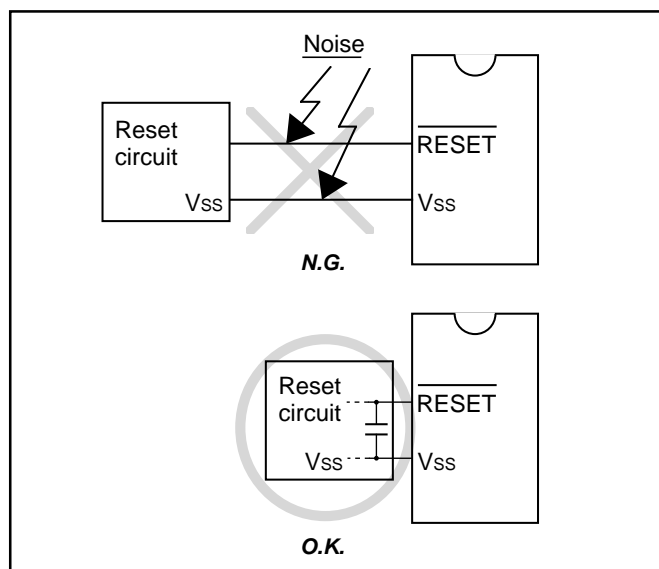 Noise
Reset
circuit
RESET
Vss
Vss
N.G.
Reset
circuit
RESET
Vss
Vss
O.K.